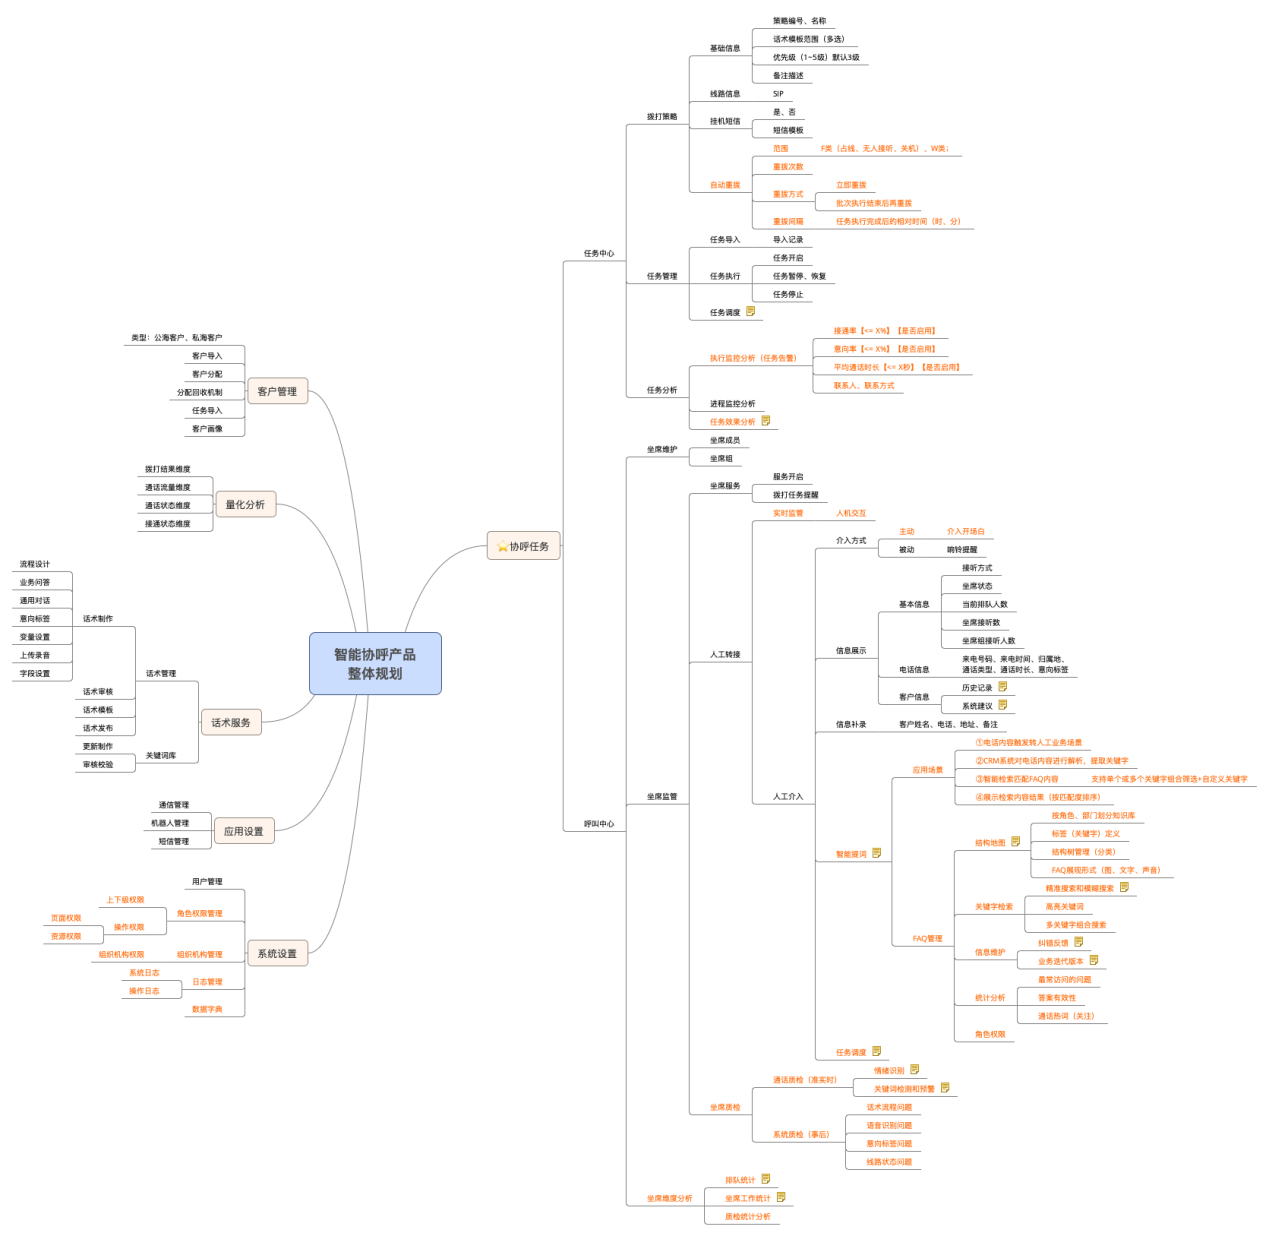 智能协呼产品
整体规划
客户管理
类型：公海客户、私海客户
客户导入
客户分配
分配回收机制
任务导入
客户画像
量化分析
拨打结果维度
通话流量维度
通话状态维度
接通状态维度
话术服务
话术管理
话术制作
流程设计
业务问答
通用对话
意向标签
变量设置
上传录音
字段设置
话术审核
话术模板
话术发布
关键词库
更新制作
审核校验
应用设置
通信管理
机器人管理
短信管理
系统设置
用户管理
角色权限管理
上下级权限
操作权限
页面权限
资源权限
组织机构管理
组织机构权限
日志管理
系统日志
操作日志
数据字典
协呼任务
任务中心
拨打策略
基础信息
策略编号、名称
话术模板范围（多选）
优先级（1~5级）默认3级
备注描述
线路信息
SIP
挂机短信
是、否
短信模板
自动重拨
范围
F类（占线、无人接听、关机）、W类；
重拨次数
重拨方式
立即重拨
批次执行结束后再重拨
重拨间隔
任务执行完成后的相对时间（时、分）
任务管理
任务导入
导入记录
任务执行
任务开启
任务暂停、恢复
任务停止
任务调度
任务分析
执行监控分析（任务告警）
接通率【<= X%】【是否启用】
意向率【<= X%】【是否启用】
平均通话时长【<= X秒】【是否启用】
联系人、联系方式
进程监控分析
任务效果分析
呼叫中心
坐席维护
坐席成员
坐席组
坐席监管
坐席服务
服务开启
拨打任务提醒
人工转接
实时监管
人机交互
人工介入
介入方式
主动
介入开场白
被动
响铃提醒
信息展示
基本信息
接听方式
坐席状态
当前排队人数
坐席接听数
坐席组接听人数
电话信息
来电号码、来电时间、归属地、
通话类型、通话时长、意向标签
客户信息
历史记录
系统建议
信息补录
客户姓名、电话、地址、备注
智能提词
应用场景
①电话内容触发转人工业务场景
②CRM系统对电话内容进行解析，提取关键字
③智能检索匹配FAQ内容
支持单个或多个关键字组合筛选+自定义关键字
④展示检索内容结果（按匹配度排序）
FAQ管理
结构地图
按角色、部门划分知识库
标签（关键字）定义
结构树管理（分类）
FAQ展现形式（图、文字、声音）
关键字检索
精准搜索和模糊搜索
高亮关键词
多关键字组合搜索
信息维护
纠错反馈
业务迭代版本
统计分析
最常访问的问题
答案有效性
通话热词（关注）
角色权限
任务调度
坐席质检
通话质检（准实时）
情绪识别
关键词检测和预警
系统质检（事后）
话术流程问题
语音识别问题
意向标签问题
线路状态问题
坐席维度分析
排队统计
坐席工作统计
质检统计分析